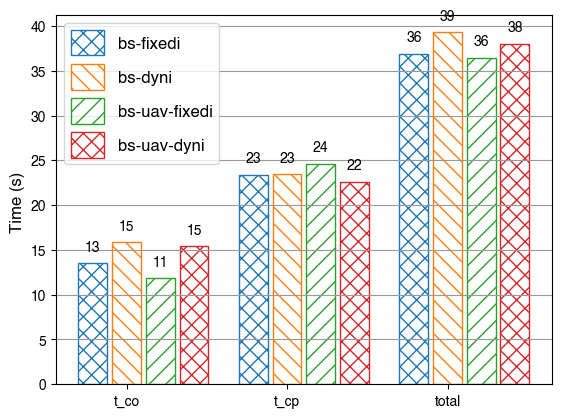 39
38
36
36
40
35
30
25
20
15
10
5
0
Time (s)
bs-fixedi
bs-dyni
bs-uav-fixedi
bs-uav-dyni
13
15
11
15
23
23
24
22
t_co
t_cp
total